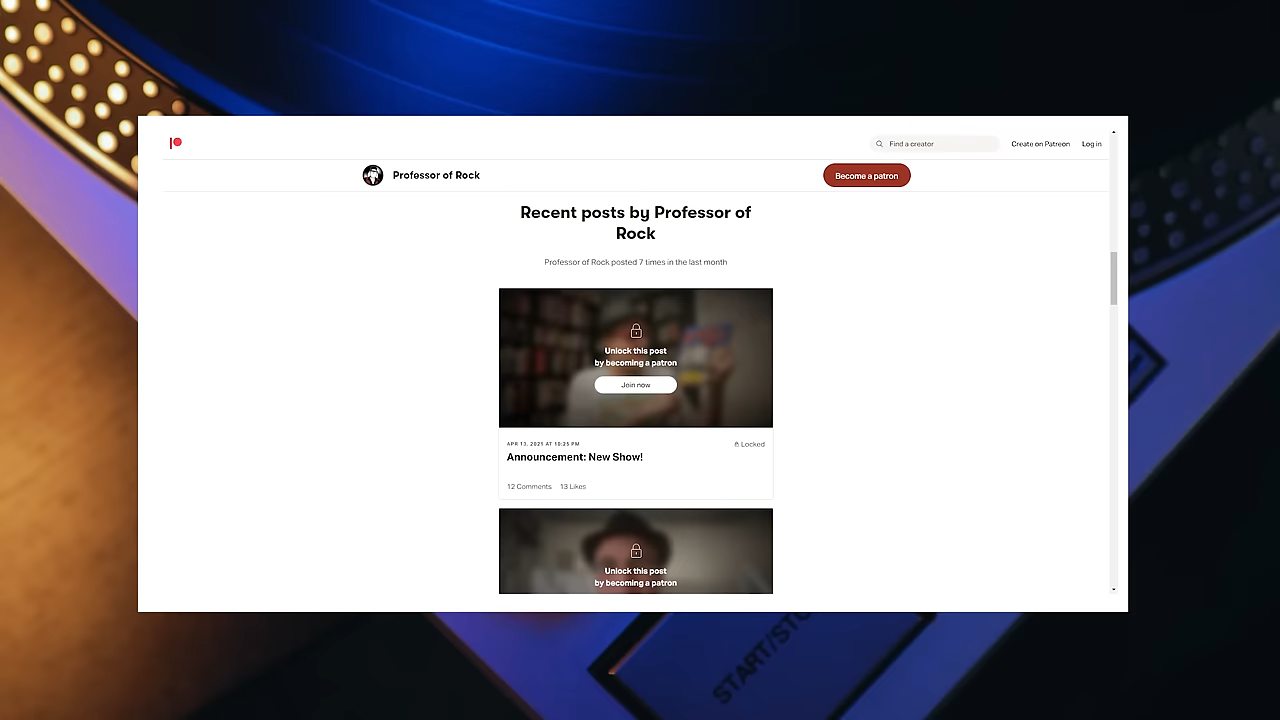 Find a creator
Create on Patreon
Log in
Professor of Rock
Become a patron
Recent posts by Professor of
Rock
Professor of Rock posted 7 times in the last month
Unlock this post
by becoming a patron
Join now
APR 13, 2021 AT 10:25 PM
Locked
Announcement: New Show!
12 Comments 13 Likes
Unlock this post
by becoming a patron